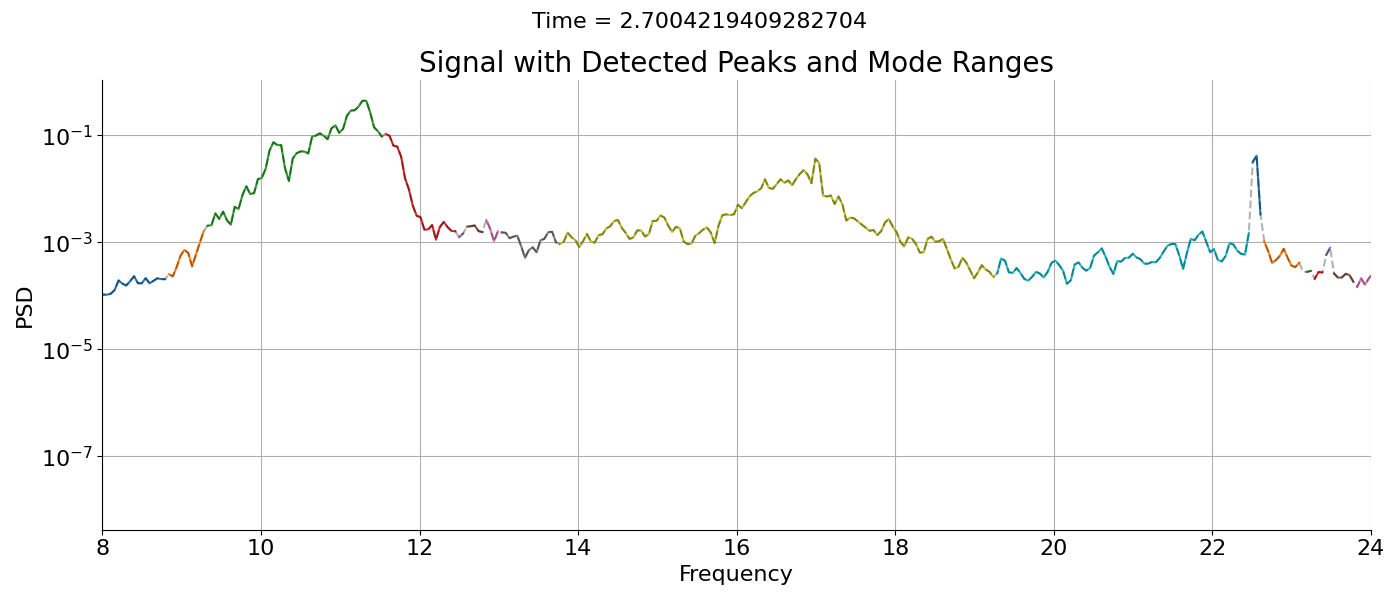 Time = 2.7004219409282704
Signal with Detected Peaks and Mode Ranges
PSD
10⁻¹
10⁻³
10⁻⁵
10⁻⁷
8 10 12 14 16 18 20 22 24
Frequency